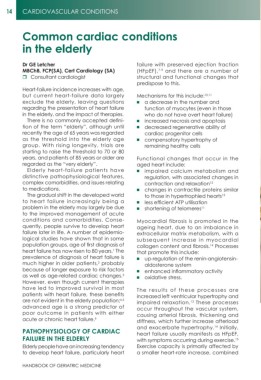 14
CARDIOVASCULAR CONDITIONS
Common cardiac conditions
in the elderly
Dr GE Letcher
MBChB, FCP(SA), Cert Cardiology (SA)
Consultant cardiologist
Heart-failure incidence increases with age,
but current heart-failure data largely
exclude the elderly, leaving questions
regarding the presentation of heart failure
in the elderly, and the impact of therapies.
There is no commonly accepted defini-
tion of the term "elderly", although until
recently the age of 65 years was regarded
as the threshold into the elderly age
group. With rising longevity, trials are
starting to raise the threshold to 70 or 80
years, and patients of 85 years or older are
regarded as the "very elderly".
Elderly heart-failure patients have
distinctive pathophysiological features,
complex comorbidities, and issues relating
to medications.
The gradual shift in the developed world
to heart failure increasingly being a
problem in the elderly may largely be due
to the improved management of acute
conditions and comorbidities. Conse-
quently, people survive to develop heart
failure later in life. A number of epidemio-
logical studies have shown that in some
population groups, age of first diagnosis of
heart failure has risen to 80 years. The
prevalence of diagnosis of heart failure is
much higher in older patients, probably
because of longer exposure to risk factors
as well as age-related cardiac changes.
However, even though current therapies
have led to improved survival in most
patients with heart failure, these benefits
are not evident in the elderly population;
advanced age is a strong predictor of
poor outcome in patients with either
acute or chronic heart failure.
PATHOPHYSIOLOGY OF CARDIAC
FAILURE IN THE ELDERLY
Elderly people have an increasing tendency
to develop heart failure, particularly heart
failure with preserved ejection fraction
(HFpEF), and there are a number of
structural and functional changes that
predispose to this.
Mechanisms for this include:
a decrease in the number and
function of myocytes (even in those
who do not have overt heart failure)
increased necrosis and apoptosis
decreased regenerative ability of
cardiac progenitor cells
compensatory hypertrophy of
remaining healthy cells
Functional changes that occur in the
aged heart include:
impaired calcium metabolism and
regulation, with associated changes in
contraction and relaxation
changes in contractile proteins similar
to those in hypertrophied hearts
less efficient ATP utilisation
shortening of telomeres
Myocardial fibrosis is promoted in the
ageing heart, due to an imbalance in
extracellular matrix metabolism, with a
subsequent increase in myocardial
collagen content and fibrosis. Processes
that promote this include:
up-regulation of the renin-angiotensin-
aldosterone system
enhanced inflammatory activity
oxidative stress.
The results of these processes are
increased left ventricular hypertrophy and
impaired relaxation. These processes
occur throughout the vascular system,
causing arterial fibrosis, thickening and
stiffness, which further increase afterload
and exacerbate hypertrophy. Initially,
heart failure usually manifests as HFpEF,
with symptoms occurring during exercise.
Exercise capacity is primarily affected by
a smaller heart-rate increase, combined
HANDBOOK OF GERIATRIC MEDICINE